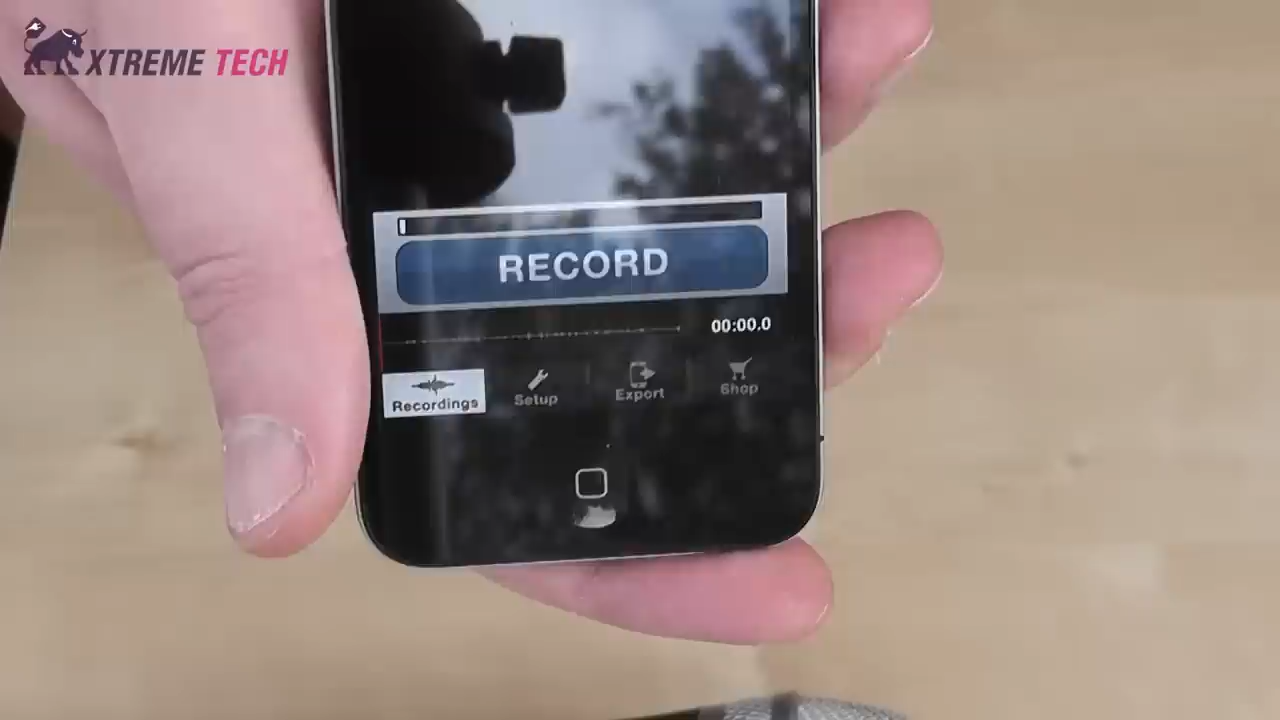 XTREME TECH
RECORD
00:00.0
Recordings
Setup
Export
Shop